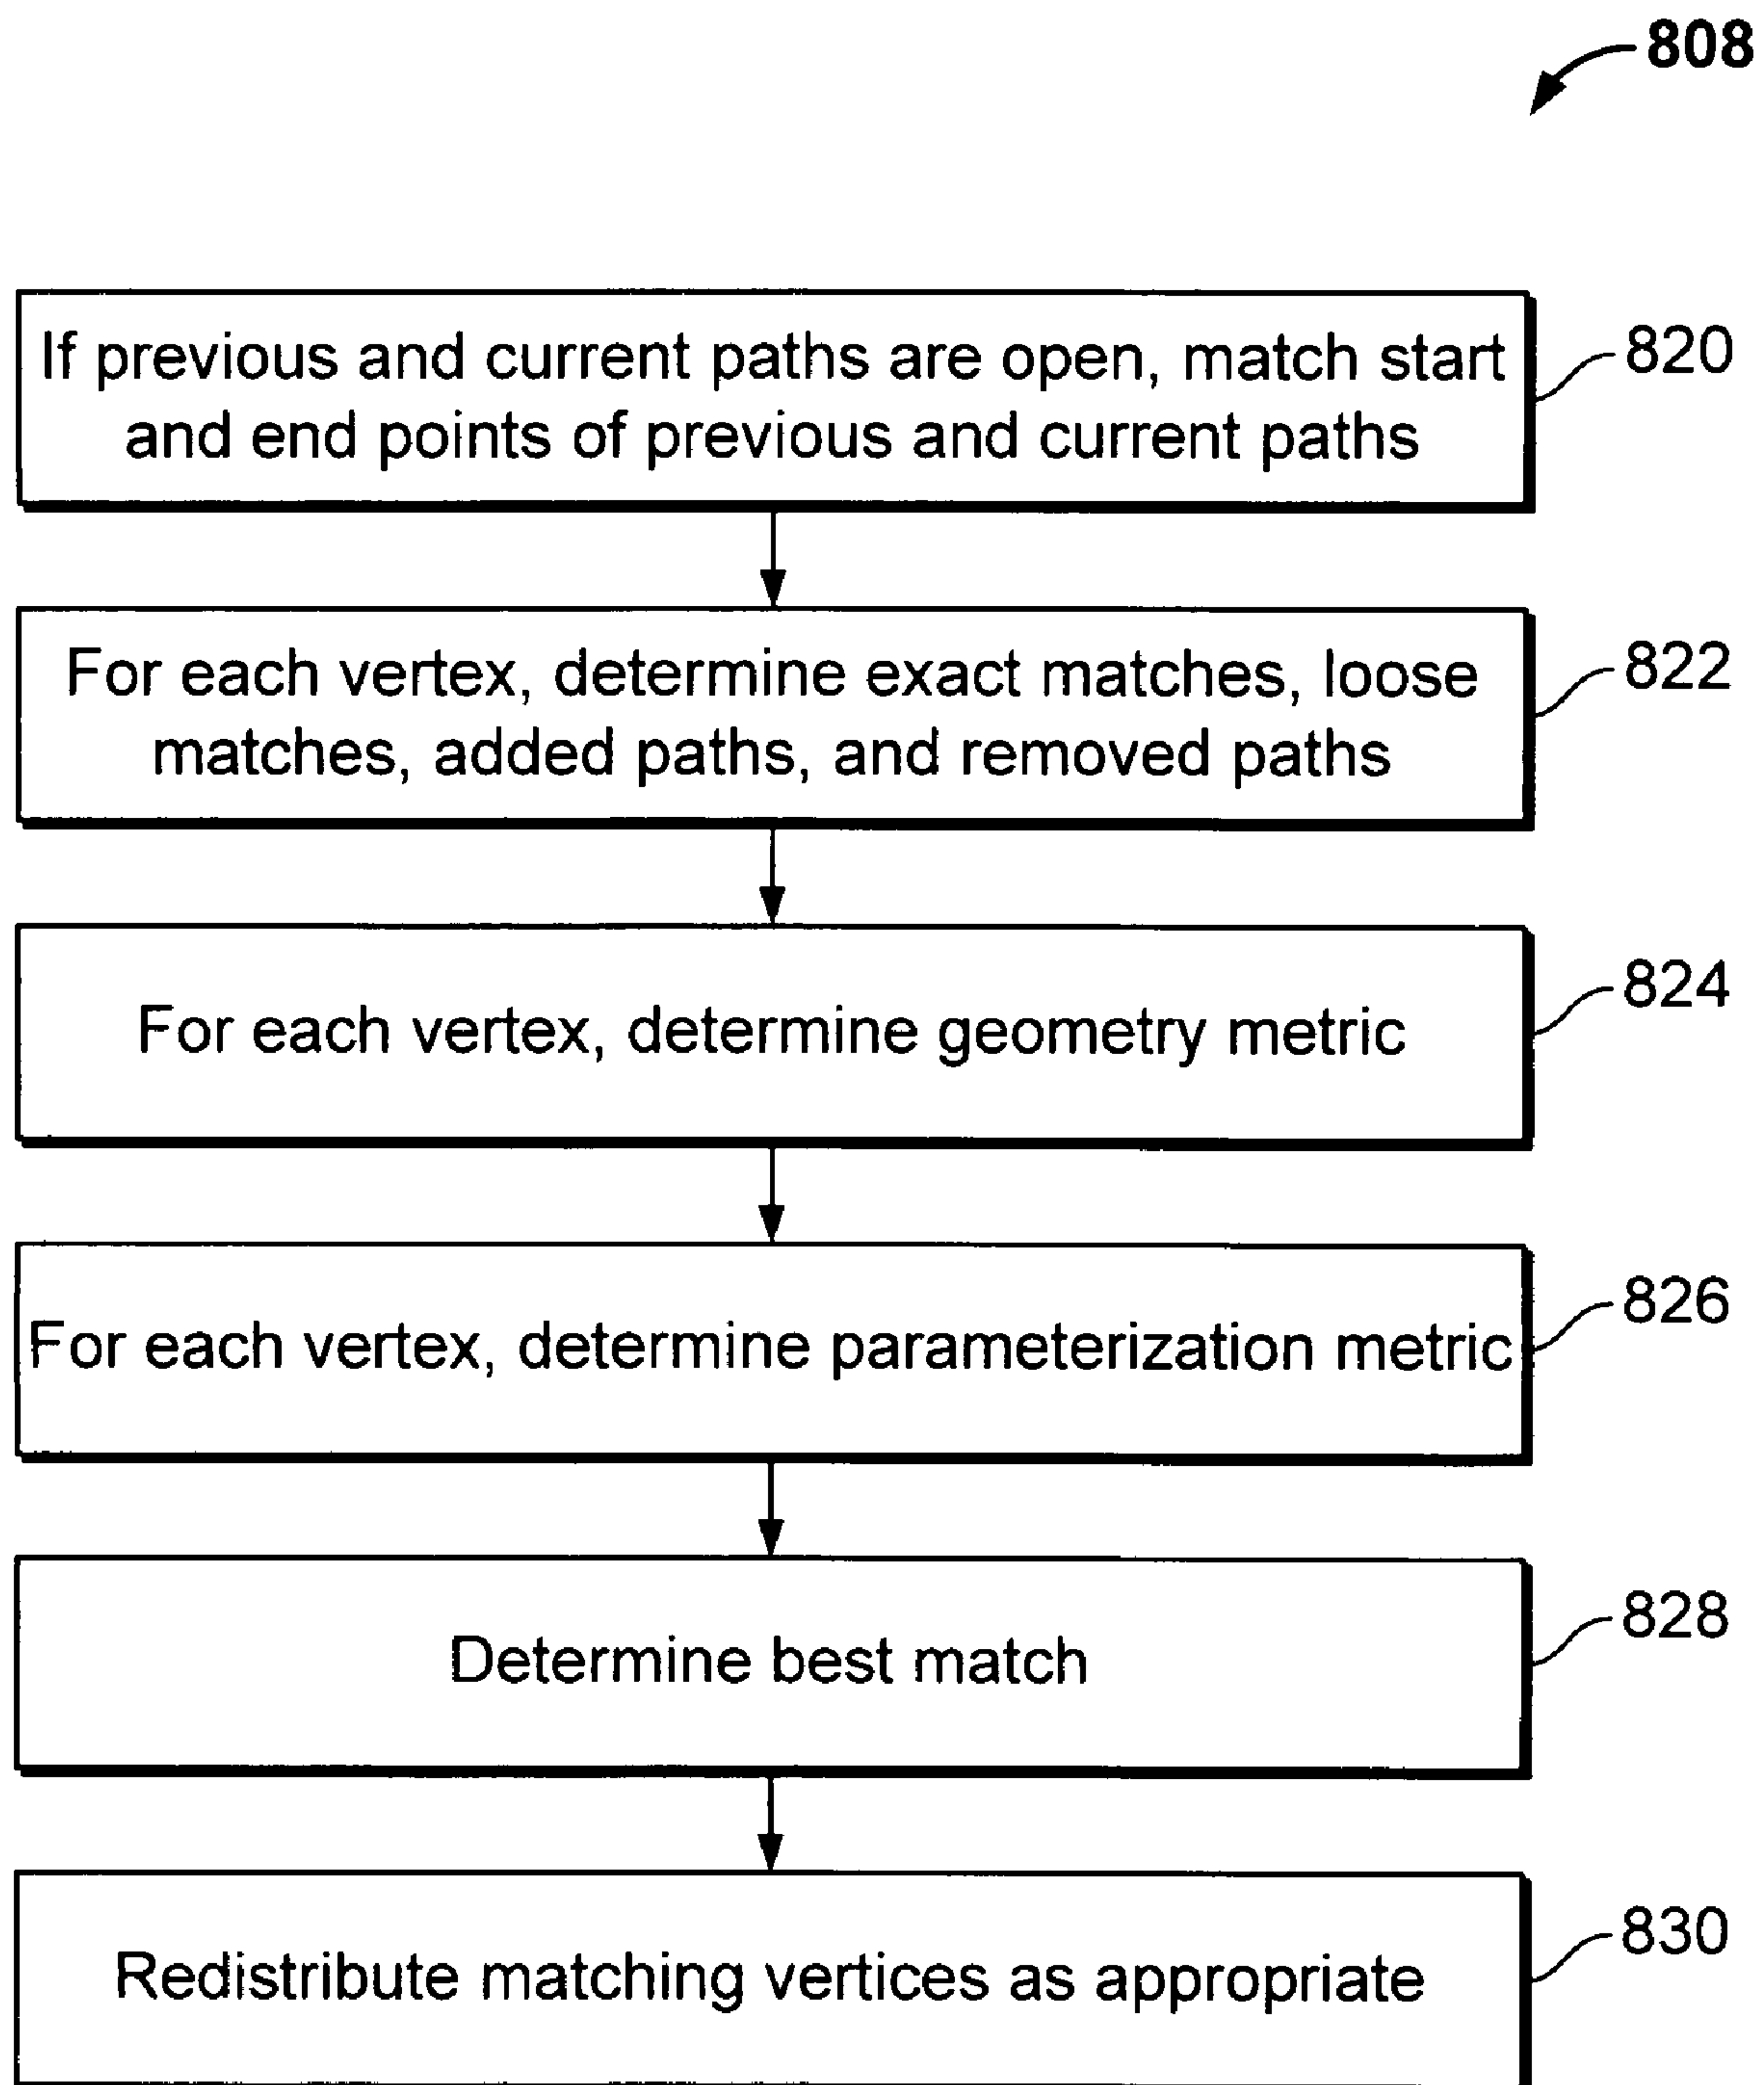 808
If previous and current paths are open, match start
and end points of previous and current paths
820
For each vertex, determine exact matches, loose
matches, added paths, and removed paths
822
For each vertex, determine geometry metric
824
For each vertex, determine parameterization metric
826
Determine best match
828
Redistribute matching vertices as appropriate
830